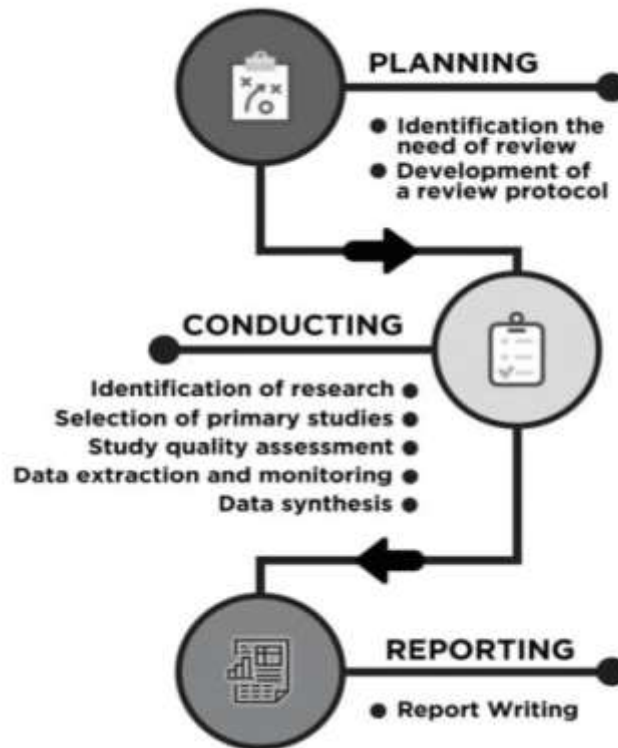 PLANNING
● Identification the
need of review
● Development of
a review protocol
CONDUCTING
Identification of research ●
Selection of primary studies ●
Study quality assessment ●
Data extraction and monitoring ●
Data synthesis ●
REPORTING
● Report Writing